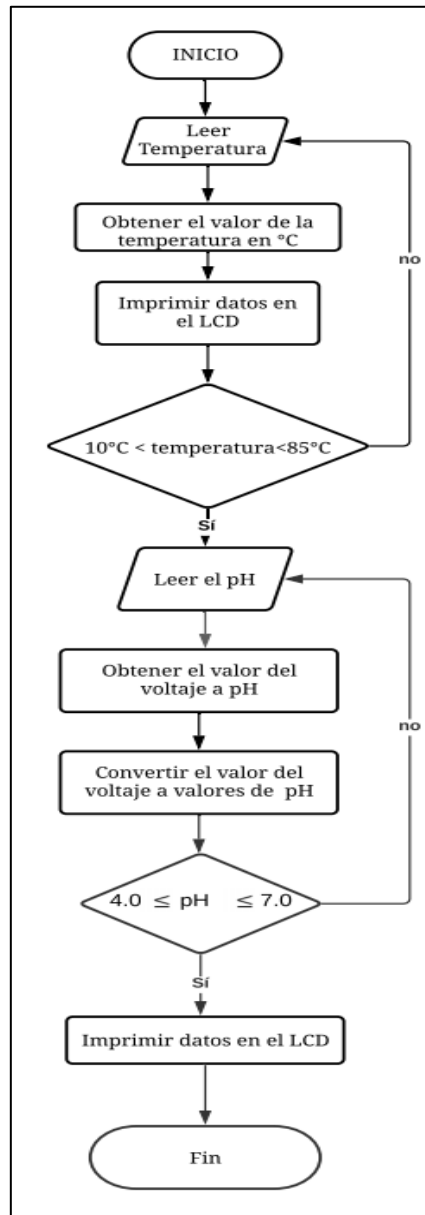 INICIO
Leer
Temperatura
Obtener el valor de la
temperatura en °C
no
Imprimir datos en
el LCD
10°C < temperatura<85°C
Sí
Leer el pH
Obtener el valor del
voltaje a pH
no
Convertir el valor del
voltaje a valores de pH
4.0 ≤ pH ≤ 7.0
Sí
Imprimir datos en el LCD
Fin